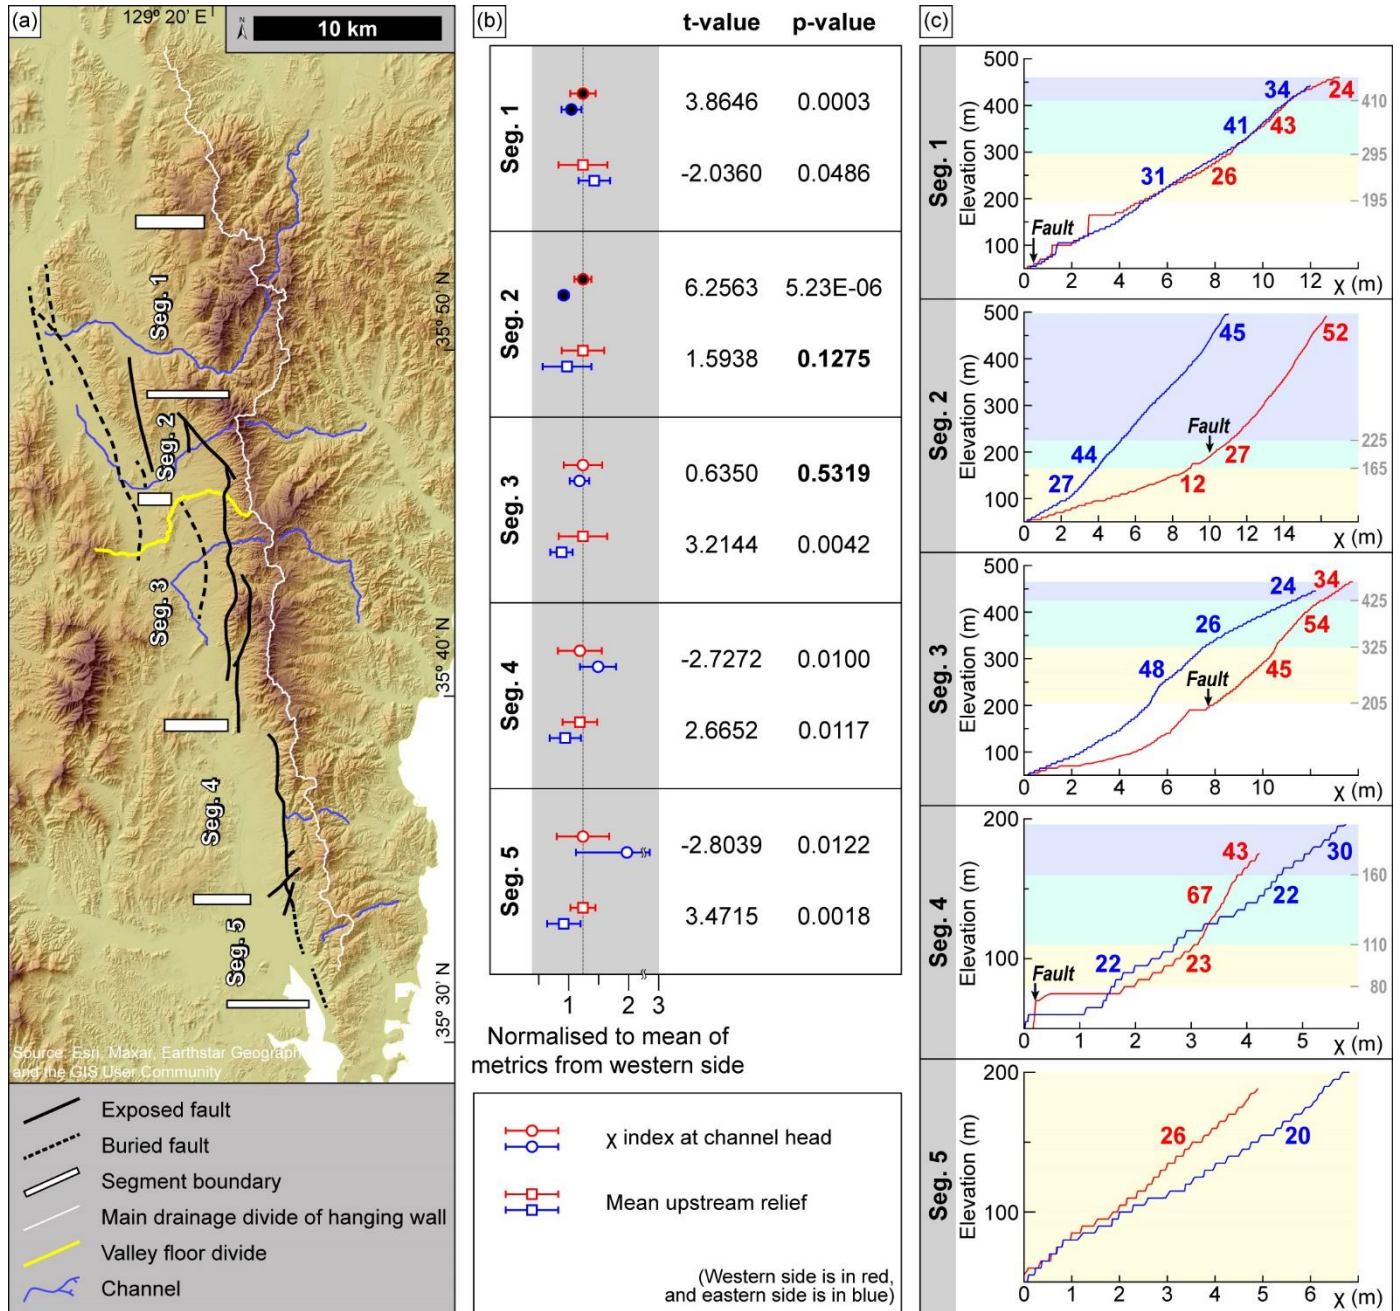 (a)
129° 20' E
N
10 km
Seg. 1
Seg. 2
Seg. 3
Seg. 4
Seg. 5
35° 50' N
35° 40' N
35° 30' N
Source: Esri, Maxar, Earthstar Geograph
and the GIS User Community
Exposed fault
Buried fault
Segment boundary
Main drainage divide of hanging wall
Valley floor divide
Channel
(b)
t-value p-value
Seg. 1
3.8646 0.0003
-2.0360 0.0486
Seg. 2
6.2563 5.23E-06
1.5938 0.1275
Seg. 3
0.6350 0.5319
3.2144 0.0042
Seg. 4
-2.7272 0.0100
2.6652 0.0117
Seg. 5
-2.8039 0.0122
3.4715 0.0018
1 2 3
Normalised to mean of
metrics from western side
χ index at channel head
Mean upstream relief
(Western side is in red,
and eastern side is in blue)
(c)
Seg. 1
Elevation (m)
500
400
300
200
100
34 24
41 43
31 26
410
295
195
Fault
0 2 4 6 8 10 12 χ (m)
Seg. 2
Elevation (m)
500
400
300
200
100
45 52
44 27
27 12
225
165
Fault
0 2 4 6 8 10 12 14 χ (m)
Seg. 3
Elevation (m)
500
400
300
200
100
24 34
26 54
48 45
425
325
205
Fault
0 2 4 6 8 10 χ (m)
Seg. 4
Elevation (m)
200
100
43 30
67 22
22 23
160
110
80
Fault
0 1 2 3 4 5 χ (m)
Seg. 5
Elevation (m)
200
100
26 20
0 1 2 3 4 5 6 χ (m)